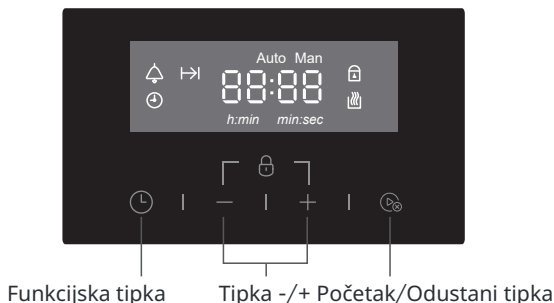 Auto Man
88:88
h:min min:sec
Funkcijska tipka Tipka -/+ Početak/Odustani tipka